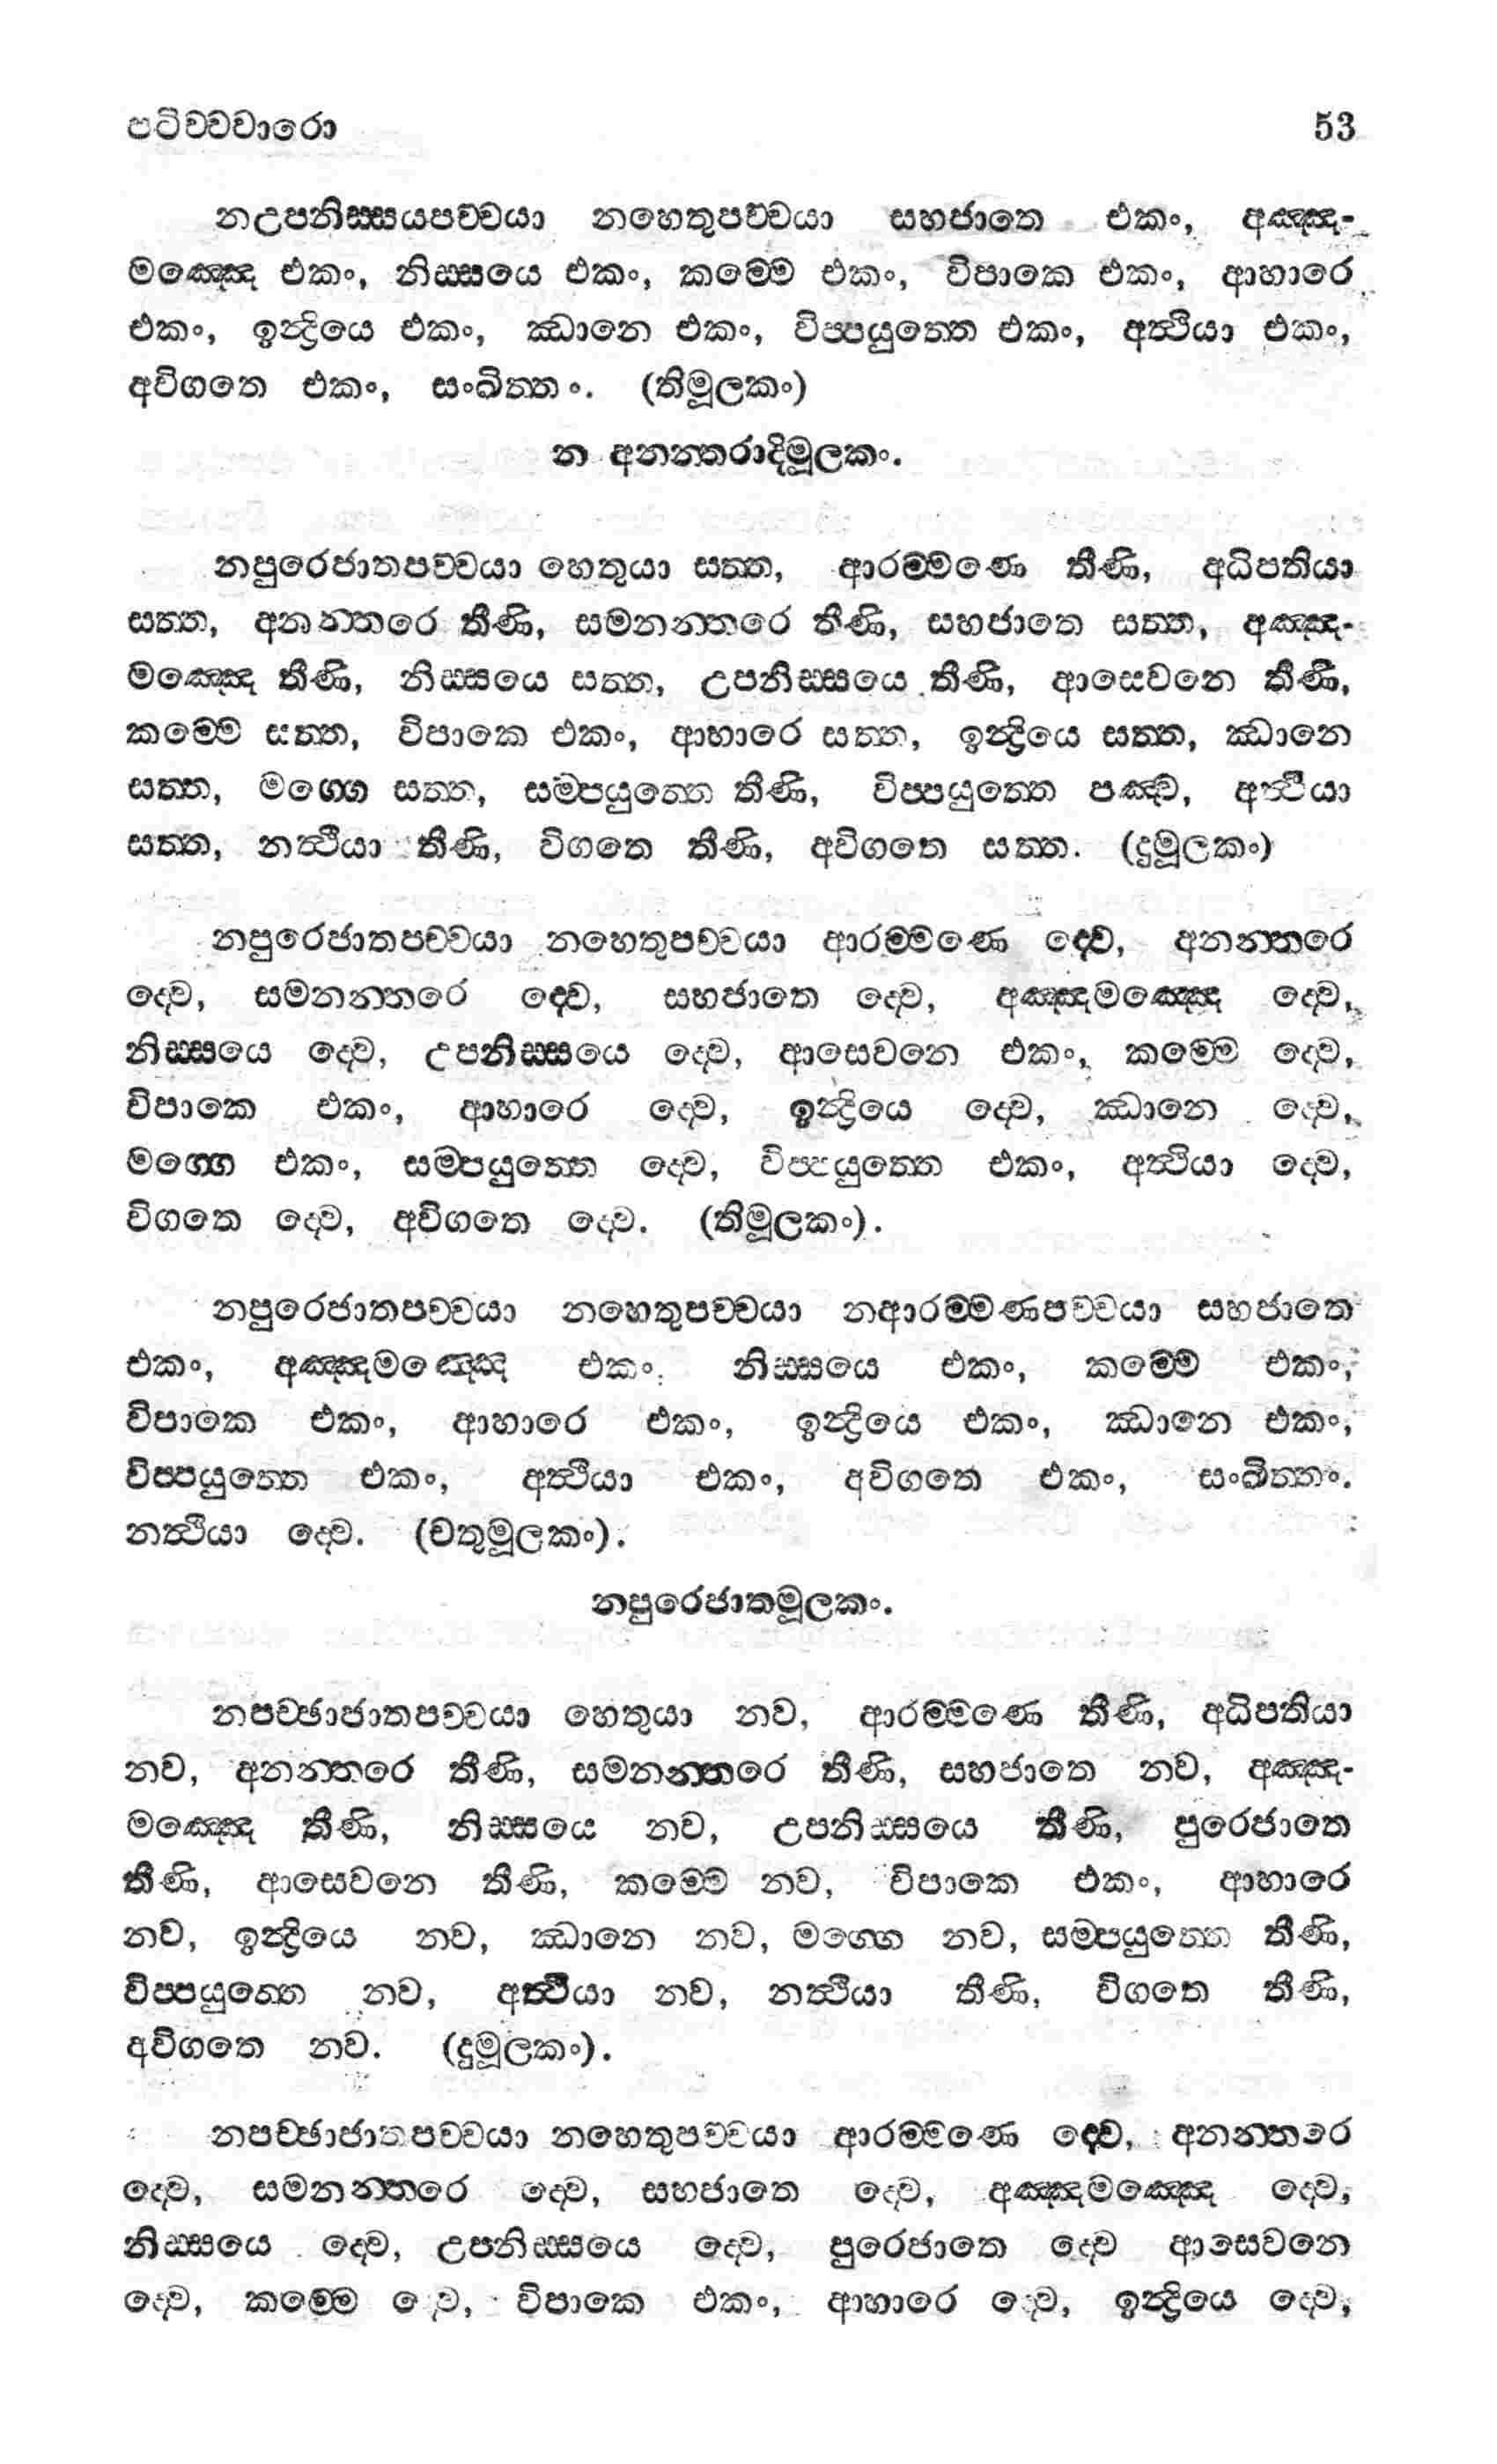 පටිච්චවාරො 53
නඋපනිස්සයපච්චයා නහෙතුපච්චයා සහජාතෙ එකං, අඤ්ඤ-
මඤ්ඤෙ එකං, නිස්සයෙ එකං, කම්මෙ එකං, විපාකෙ එකං, ආහාරෙ
එකං, ඉන්ද්‍රියෙ එකං, ඣානෙ එකං, විප්පයුත්තෙ එකං, අත්ථියා එකං,
අවිගතෙ එකං, සංඛිත්තං. (තිමූලකං)
න අනන්තරාදිමූලකං.
නපුරෙජාතපච්චයා හෙතුයා සත්ත, ආරම්මණෙ තීණි, අධිපතියා
සත්ත, අනන්තරෙ තීණි, සමනන්තරෙ තීණි, සහජාතෙ සත්ත, අඤ්ඤ-
මඤ්ඤෙ තීණි, නිස්සයෙ සත්ත, උපනිස්සයෙ තීණි, ආසෙවනෙ තීණි,
කම්මෙ සත්ත, විපාකෙ එකං, ආහාරෙ සත්ත, ඉන්ද්‍රියෙ සත්ත, ඣානෙ
සත්ත, මග්ගෙ සත්ත, සම්පයුත්තෙ තීණි, විප්පයුත්තෙ පඤ්ච, අත්ථියා
සත්ත, නත්ථියා තීණි, විගතෙ තීණි, අවිගතෙ සත්ත. (දුමූලකං)
නපුරෙජාතපච්චයා නහෙතුපච්චයා ආරම්මණෙ ද්වෙ, අනන්තරෙ
ද්වෙ, සමනන්තරෙ ද්වෙ, සහජාතෙ ද්වෙ, අඤ්ඤමඤ්ඤෙ ද්වෙ,
නිස්සයෙ ද්වෙ, උපනිස්සයෙ ද්වෙ, ආසෙවනෙ එකං, කම්මෙ ද්වෙ,
විපාකෙ එකං, ආහාරෙ ද්වෙ, ඉන්ද්‍රියෙ ද්වෙ, ඣානෙ ද්වෙ,
මග්ගෙ එකං, සම්පයුත්තෙ ද්වෙ, විප්පයුත්තෙ එකං, අත්ථියා ද්වෙ,
විගතෙ ද්වෙ, අවිගතෙ ද්වෙ. (තිමූලකං).
නපුරෙජාතපච්චයා නහෙතුපච්චයා නආරම්මණපච්චයා සහජාතෙ
එකං, අඤ්ඤමඤ්ඤෙ එකං, නිස්සයෙ එකං, කම්මෙ එකං,
විපාකෙ එකං, ආහාරෙ එකං, ඉන්ද්‍රියෙ එකං, ඣානෙ එකං,
විප්පයුත්තෙ එකං, අත්ථියා එකං, අවිගතෙ එකං, සංඛිත්තං.
නත්ථියා ද්වෙ. (චතුමූලකං).
නපුරෙජාතමූලකං.
නපච්ඡාජාතපච්චයා හෙතුයා නව, ආරම්මණෙ තීණි, අධිපතියා
නව, අනන්තරෙ තීණි, සමනන්තරෙ තීණි, සහජාතෙ නව, අඤ්ඤ-
මඤ්ඤෙ තීණි, නිස්සයෙ නව, උපනිස්සයෙ තීණි, පුරෙජාතෙ
තීණි, ආසෙවනෙ තීණි, කම්මෙ නව, විපාකෙ එකං, ආහාරෙ
නව, ඉන්ද්‍රියෙ නව, ඣානෙ නව, මග්ගෙ නව, සම්පයුත්තෙ තීණි,
විප්පයුත්තෙ නව, අත්ථියා නව, නත්ථියා තීණි, විගතෙ තීණි,
අවිගතෙ නව. (දුමූලකං).
නපච්ඡාජාතපච්චයා නහෙතුපච්චයා ආරම්මණෙ ද්වෙ, අනන්තරෙ
ද්වෙ, සමනන්තරෙ ද්වෙ, සහජාතෙ ද්වෙ, අඤ්ඤමඤ්ඤෙ ද්වෙ,
නිස්සයෙ ද්වෙ, උපනිස්සයෙ ද්වෙ, පුරෙජාතෙ ද්වෙ ආසෙවනෙ
ද්වෙ, කම්මෙ ද්වෙ, විපාකෙ එකං, ආහාරෙ ද්වෙ, ඉන්ද්‍රියෙ ද්වෙ,